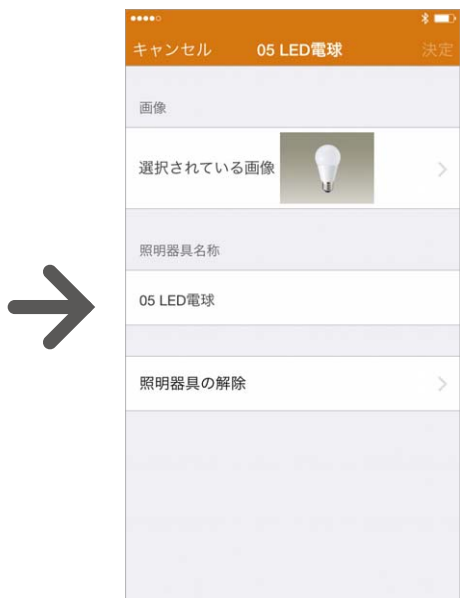 キャンセル 05 LED電球 決定
画像
選択されている画像
照明器具名称
05 LED電球
照明器具の解除